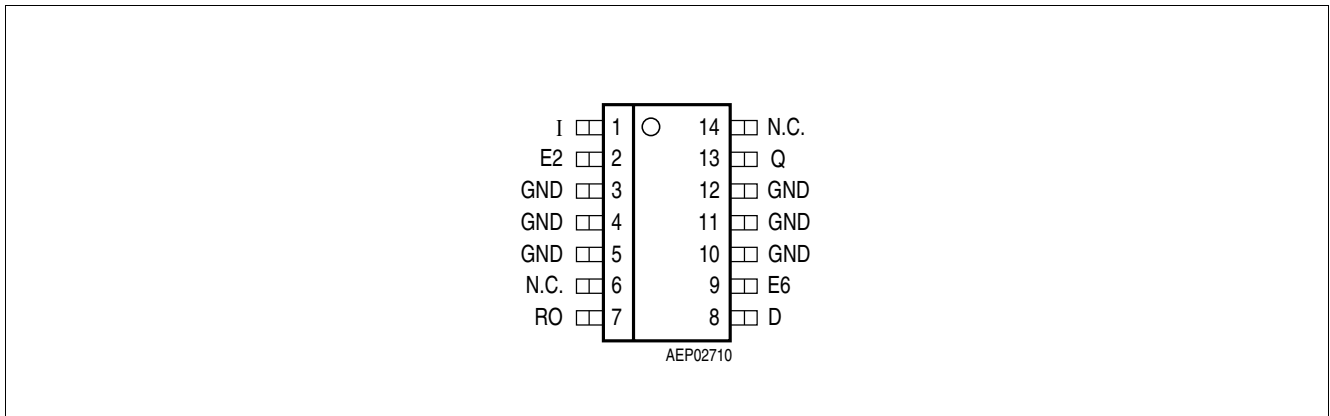 I 1 14 N.C.
E2 2 13 Q
GND 3 12 GND
GND 4 11 GND
GND 5 10 GND
N.C. 6 9 E6
RO 7 8 D
AEP02710